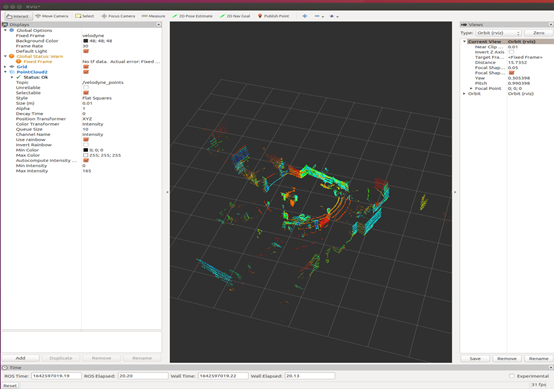 RViz*
Interact Move Camera Select Focus Camera Measure 2D Pose Estimate 2D Nav Goal Publish Point
Displays
Global Options
Fixed Frame velodyne
Background Color 48; 48; 48
Frame Rate 30
Default Light
Global Status: Warn
Fixed Frame No tf data. Actual error: Fixed ...
Grid
PointCloud2
Status: Ok
Topic /velodyne_points
Unreliable
Selectable
Style Flat Squares
Size (m) 0.01
Alpha 1
Decay Time 0
Position Transformer XYZ
Color Transformer Intensity
Queue Size 10
Channel Name intensity
Use rainbow
Invert Rainbow
Min Color 0; 0; 0
Max Color 255; 255; 255
Autocompute Intensity ...
Min Intensity 0
Max Intensity 165
Add Duplicate Remove Rename
Views
Type: Orbit (rviz) Zero
Current View Orbit (rviz)
Near Clip ... 0.01
Invert Z Axis
Target Fra... <Fixed Frame>
Distance 15.7352
Focal Shap... 0.05
Focal Shap...
Yaw 0.305398
Pitch 0.990398
Focal Point 0; 0; 0
Orbit Orbit (rviz)
Save Remove Rename
Time
ROS Time: 1642597019.19 ROS Elapsed: 20.20 Wall Time: 1642597019.22 Wall Elapsed: 20.13 Experimental
Reset 31 fps